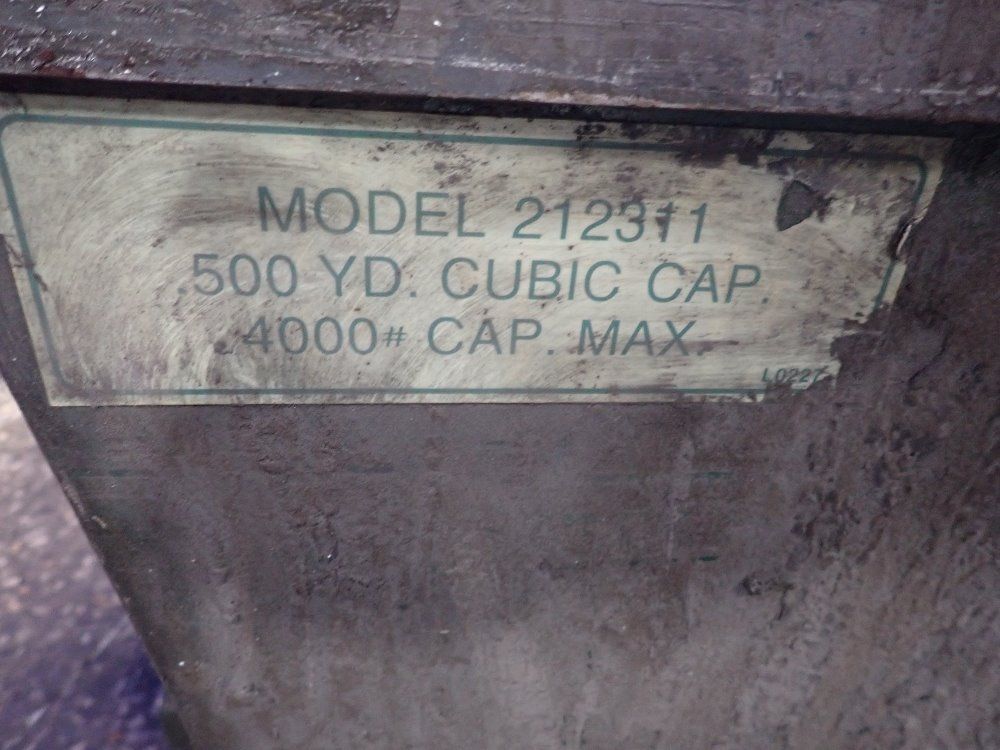 MODEL 212311
.500 YD. CUBIC CAP.
4000# CAP. MAX.
L0227